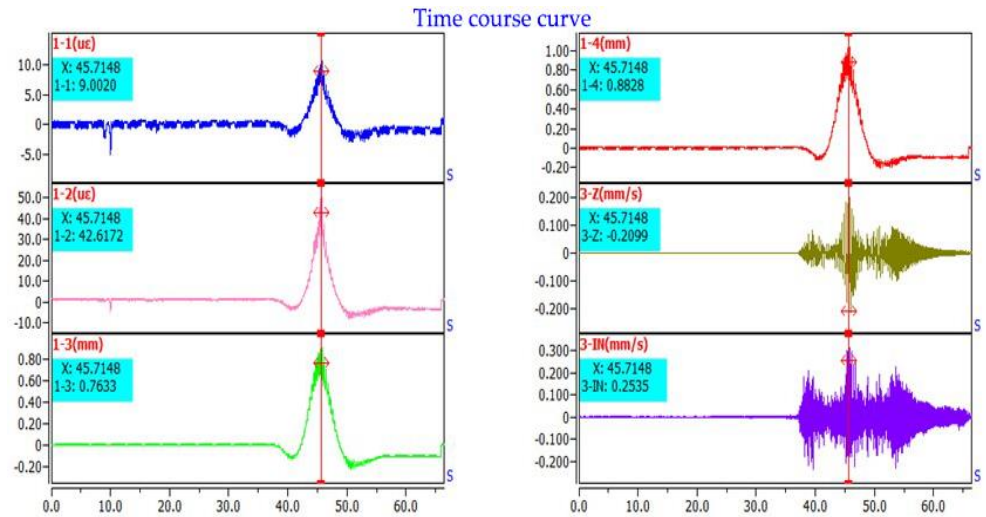 Time course curve
1-1(uε)
X: 45.7148
1-1: 9.0020
10.0
5.0
0
-5.0
S
1-2(uε)
X: 45.7148
1-2: 42.6172
50.0
40.0
30.0
20.0
10.0
0
-10.0
S
1-3(mm)
X: 45.7148
1-3: 0.7633
0.80
0.60
0.40
0.20
0
-0.20
S
0.0 10.0 20.0 30.0 40.0 50.0 60.0
1-4(mm)
X: 45.7148
1-4: 0.8828
1.00
0.80
0.60
0.40
0.20
0
-0.20
S
3-Z(mm/s)
X: 45.7148
3-Z: -0.2099
0.200
0.100
0
-0.100
-0.200
S
3-IN(mm/s)
X: 45.7148
3-IN: 0.2535
0.300
0.200
0.100
0
-0.100
-0.200
S
0.0 10.0 20.0 30.0 40.0 50.0 60.0